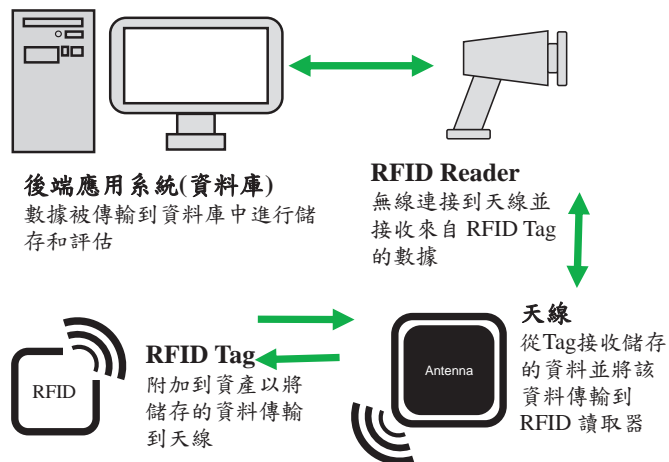 後端應用系統(資料庫)
數據被傳輸到資料庫中進行儲
存和評估
RFID Reader
無線連接到天線並
接收來自 RFID Tag
的數據
RFID
RFID Tag
附加到資產以將
儲存的資料傳輸
到天線
Antenna
天線
從Tag接收儲存
的資料並將該
資料傳輸到
RFID 讀取器